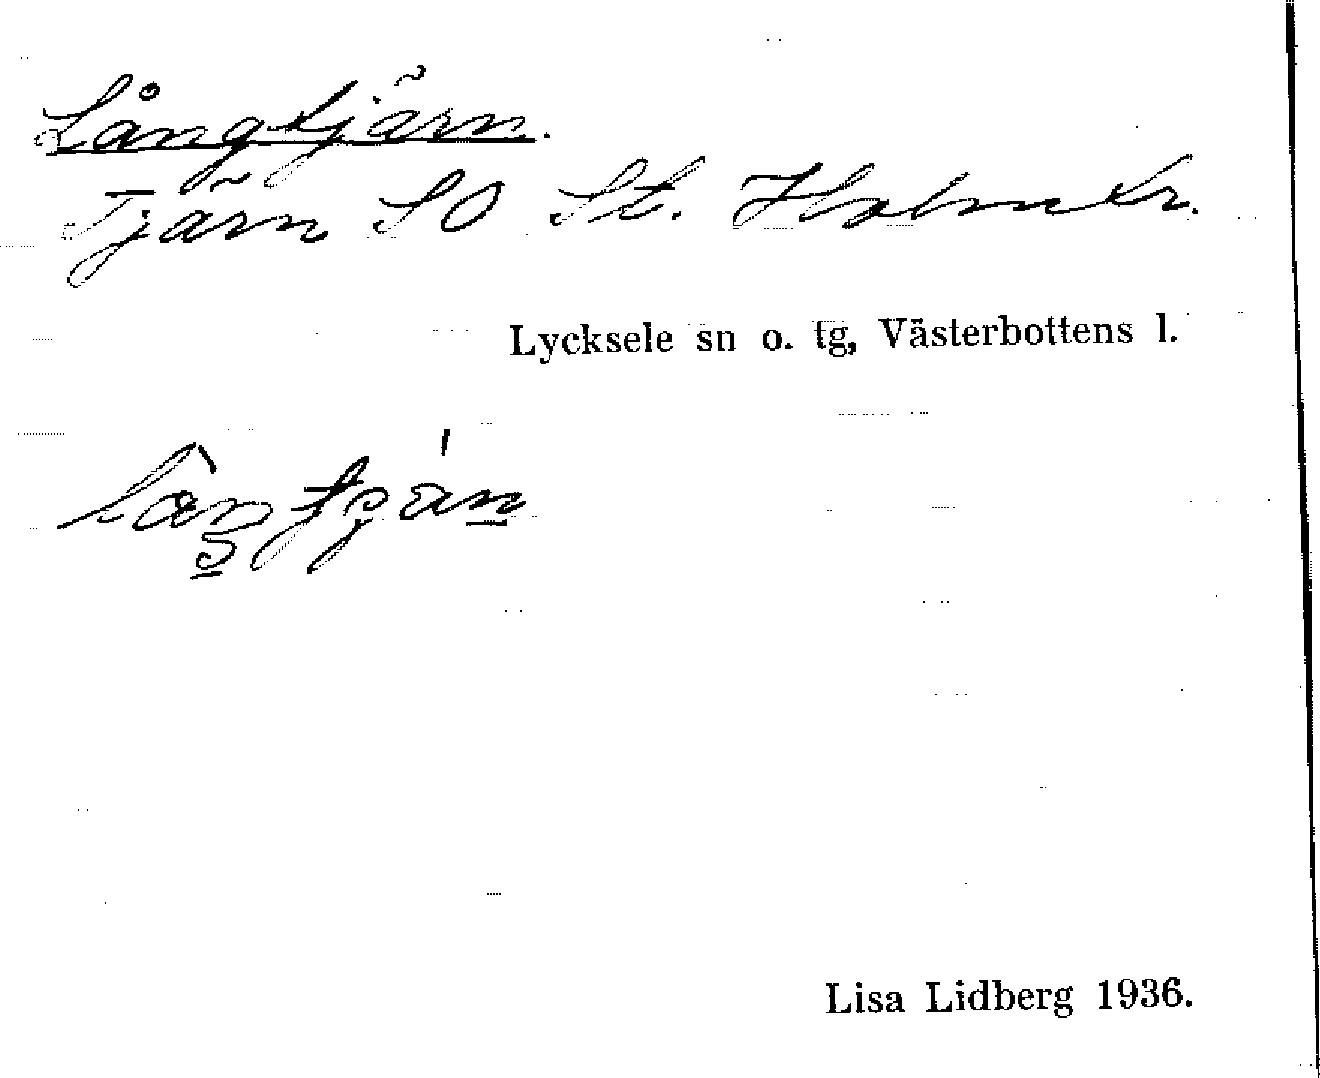 Långtjärn.
Tjärn SO St. Holmtr.
Lycksele sn o. tg, Västerbottens l.
Lisa Lidberg 1936.